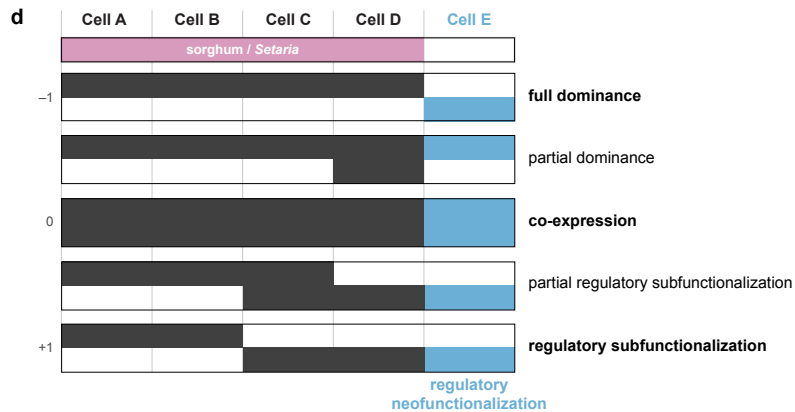 d
Cell A Cell B Cell C Cell D Cell E
sorghum / Setaria
–1 full dominance
partial dominance
0 co-expression
partial regulatory subfunctionalization
+1 regulatory subfunctionalization
regulatory
neofunctionalization